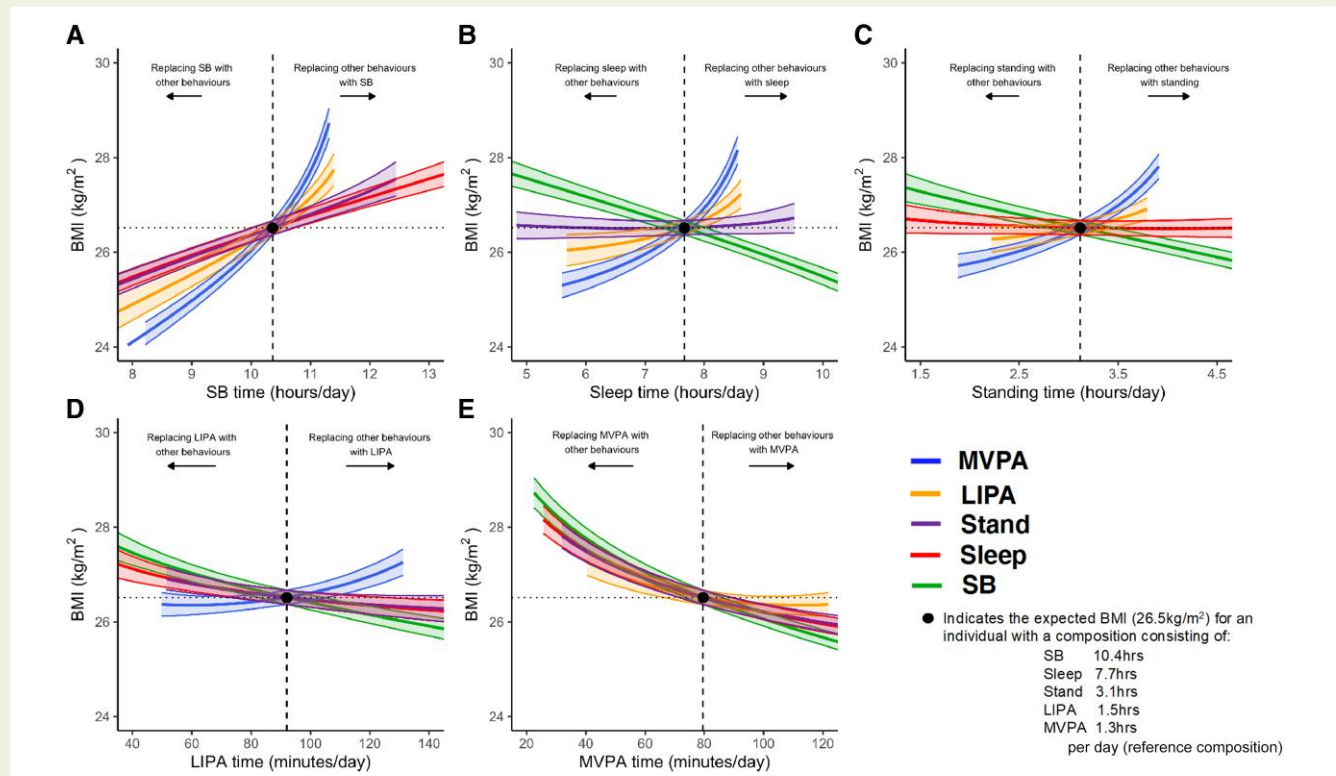 A
Replacing SB with
other behaviours
Replacing other behaviours
with SB
30
28
26
24
BMI (kg/m²)
8
9
10
11
12
13
SB time (hours/day)
B
Replacing sleep with
other behaviours
Replacing other behaviours
with sleep
30
28
26
24
BMI (kg/m²)
5
6
7
8
9
10
Sleep time (hours/day)
C
Replacing standing with
other behaviours
Replacing other behaviours
with standing
30
28
26
24
BMI (kg/m²)
1.5
2.5
3.5
4.5
Standing time (hours/day)
D
Replacing LIPA with
other behaviours
Replacing other behaviours
with LIPA
30
28
26
24
BMI (kg/m²)
40
60
80
100
120
140
LIPA time (minutes/day)
E
Replacing MVPA with
other behaviours
Replacing other behaviours
with MVPA
30
28
26
24
BMI (kg/m²)
20
40
60
80
100
120
MVPA time (minutes/day)
MVPA
LIPA
Stand
Sleep
SB
Indicates the expected BMI (26.5kg/m²) for an
individual with a composition consisting of:
SB 10.4hrs
Sleep 7.7hrs
Stand 3.1hrs
LIPA 1.5hrs
MVPA 1.3hrs
per day (reference composition)